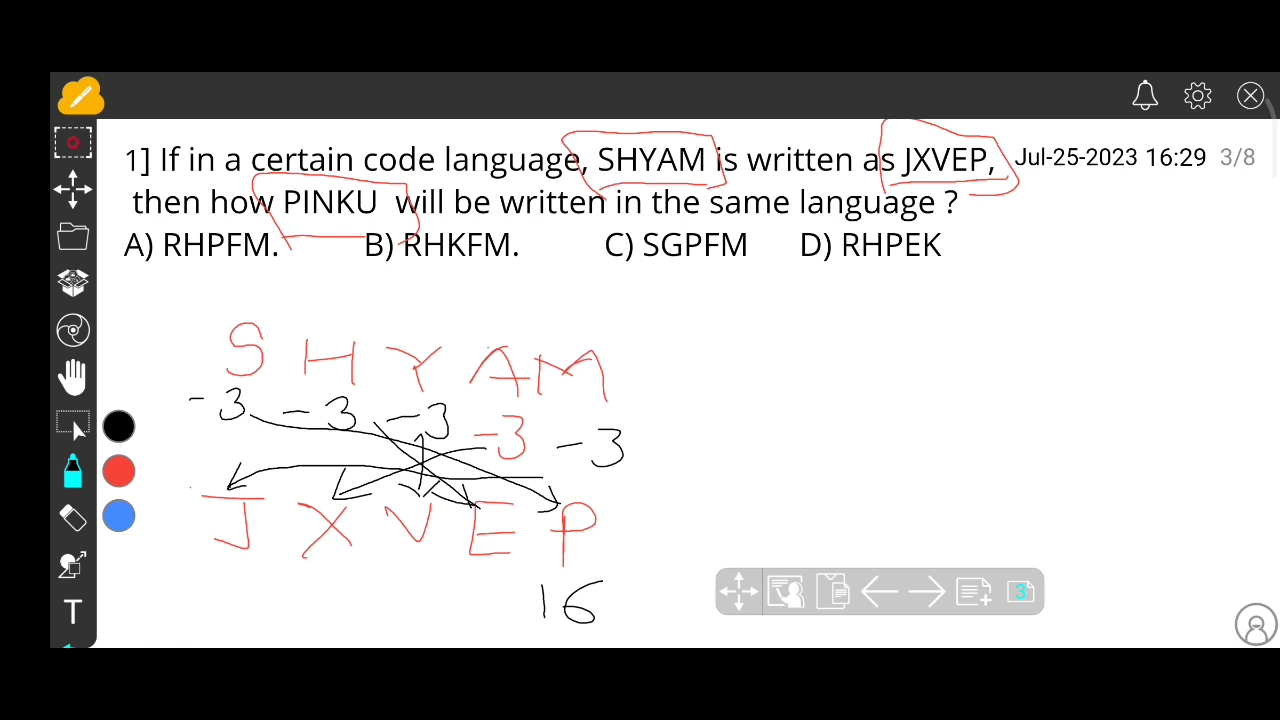 1] If in a certain code language, SHYAM is written as JXVEP, Jul-25-2023 16:29 3/8
then how PINKU will be written in the same language ?
A) RHPFM. B) RHKFM. C) SGPFM D) RHPEK
S H Y A M
-3 -3 -3 -3 -3
J X V E P
16
T
3